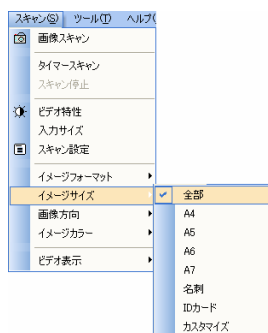 スキャン(S) ツール(T) ヘルプ(
画像スキャン
タイマースキャン
スキャン停止
ビデオ特性
入力サイズ
スキャン設定
イメージフォーマット
イメージサイズ
画像方向
イメージカラー
ビデオ表示
全部
A4
A5
A6
A7
名刺
IDカード
カスタマイズ